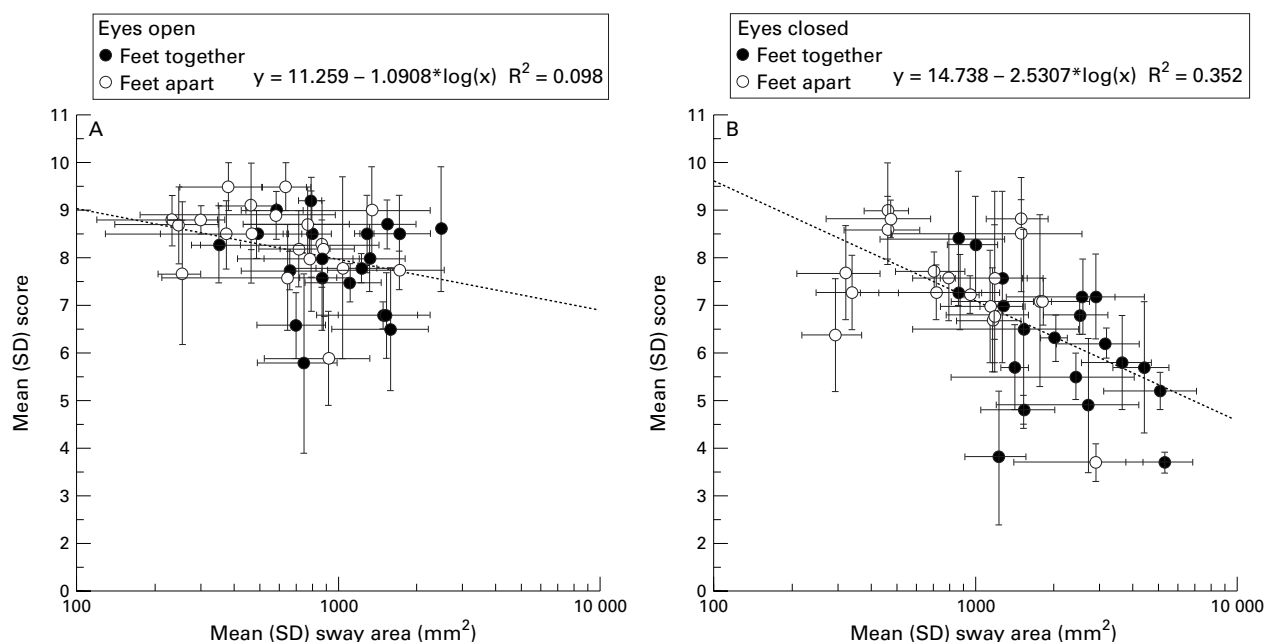 Eyes open
Feet together
Feet apart y = 11.259 – 1.0908*log(x) R² = 0.098
A
Mean (SD) score
11
10
9
8
7
6
5
4
3
2
0
100 1000 10 000
Mean (SD) sway area (mm²)
Eyes closed
Feet together
Feet apart y = 14.738 – 2.5307*log(x) R² = 0.352
B
Mean (SD) score
11
10
9
8
7
6
5
4
3
2
0
100 1000 10 000
Mean (SD) sway area (mm²)